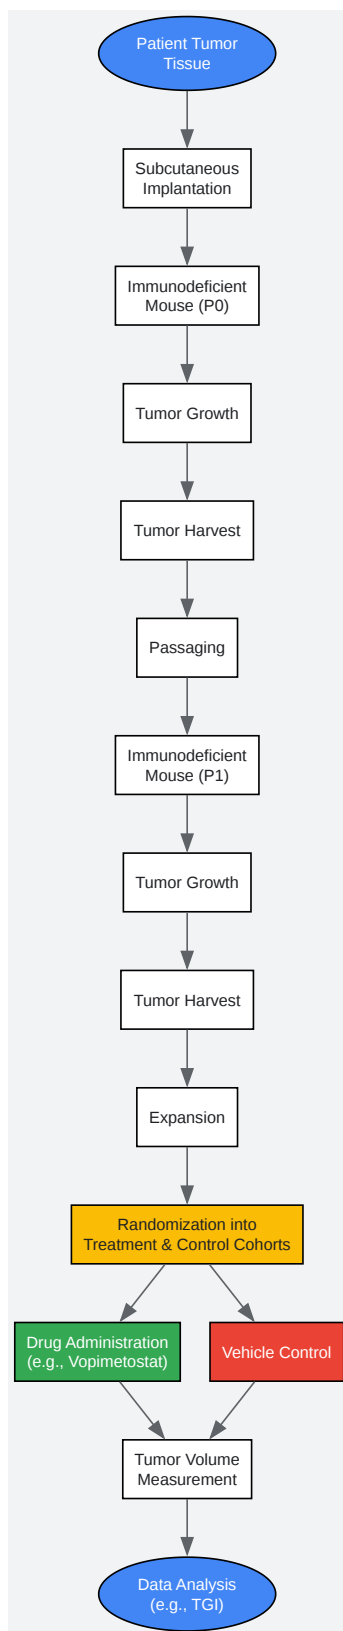 Patient Tumor
Tissue
Subcutaneous
Implantation
Immunodeficient
Mouse (P0)
Tumor Growth
Tumor Harvest
Passaging
Immunodeficient
Mouse (P1)
Tumor Growth
Tumor Harvest
Expansion
Randomization into
Treatment & Control Cohorts
Drug Administration
(e.g., Vopimetostat)
Vehicle Control
Tumor Volume
Measurement
Data Analysis
(e.g., TGI)